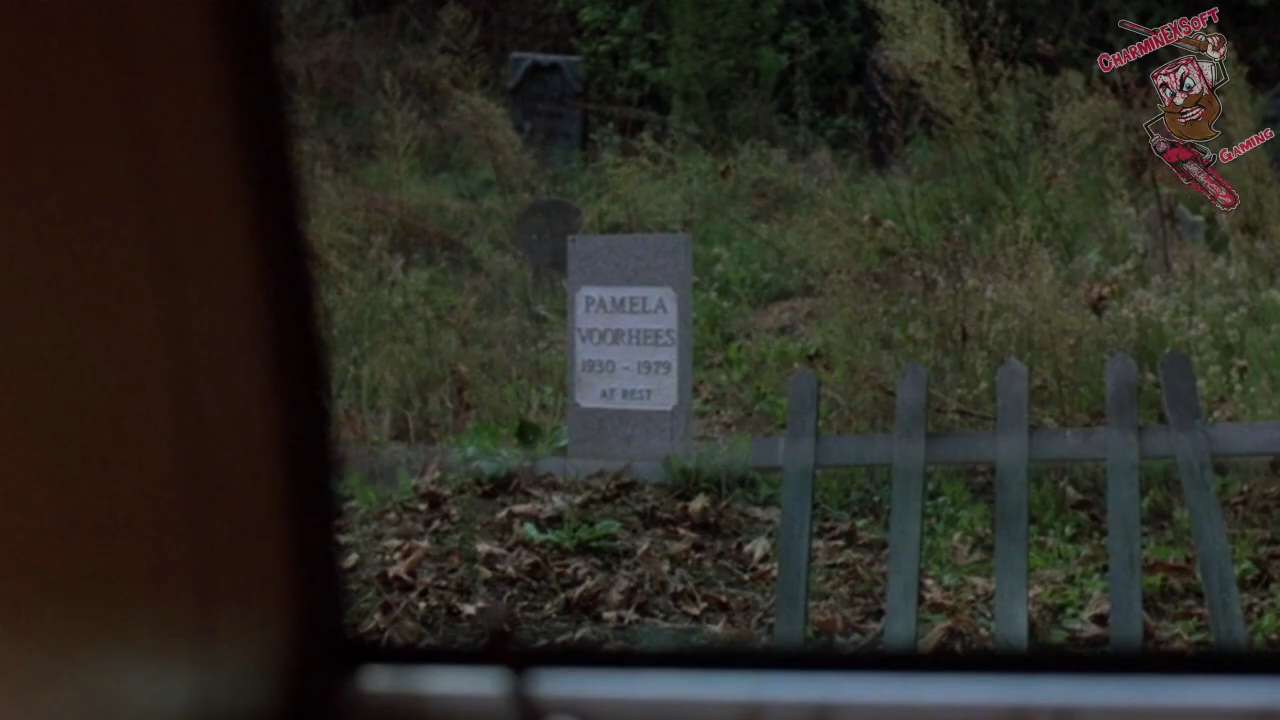 CHARMINEXSOFT
GAMING
PAMELA
VOORHEES
1930 - 1979
AT REST